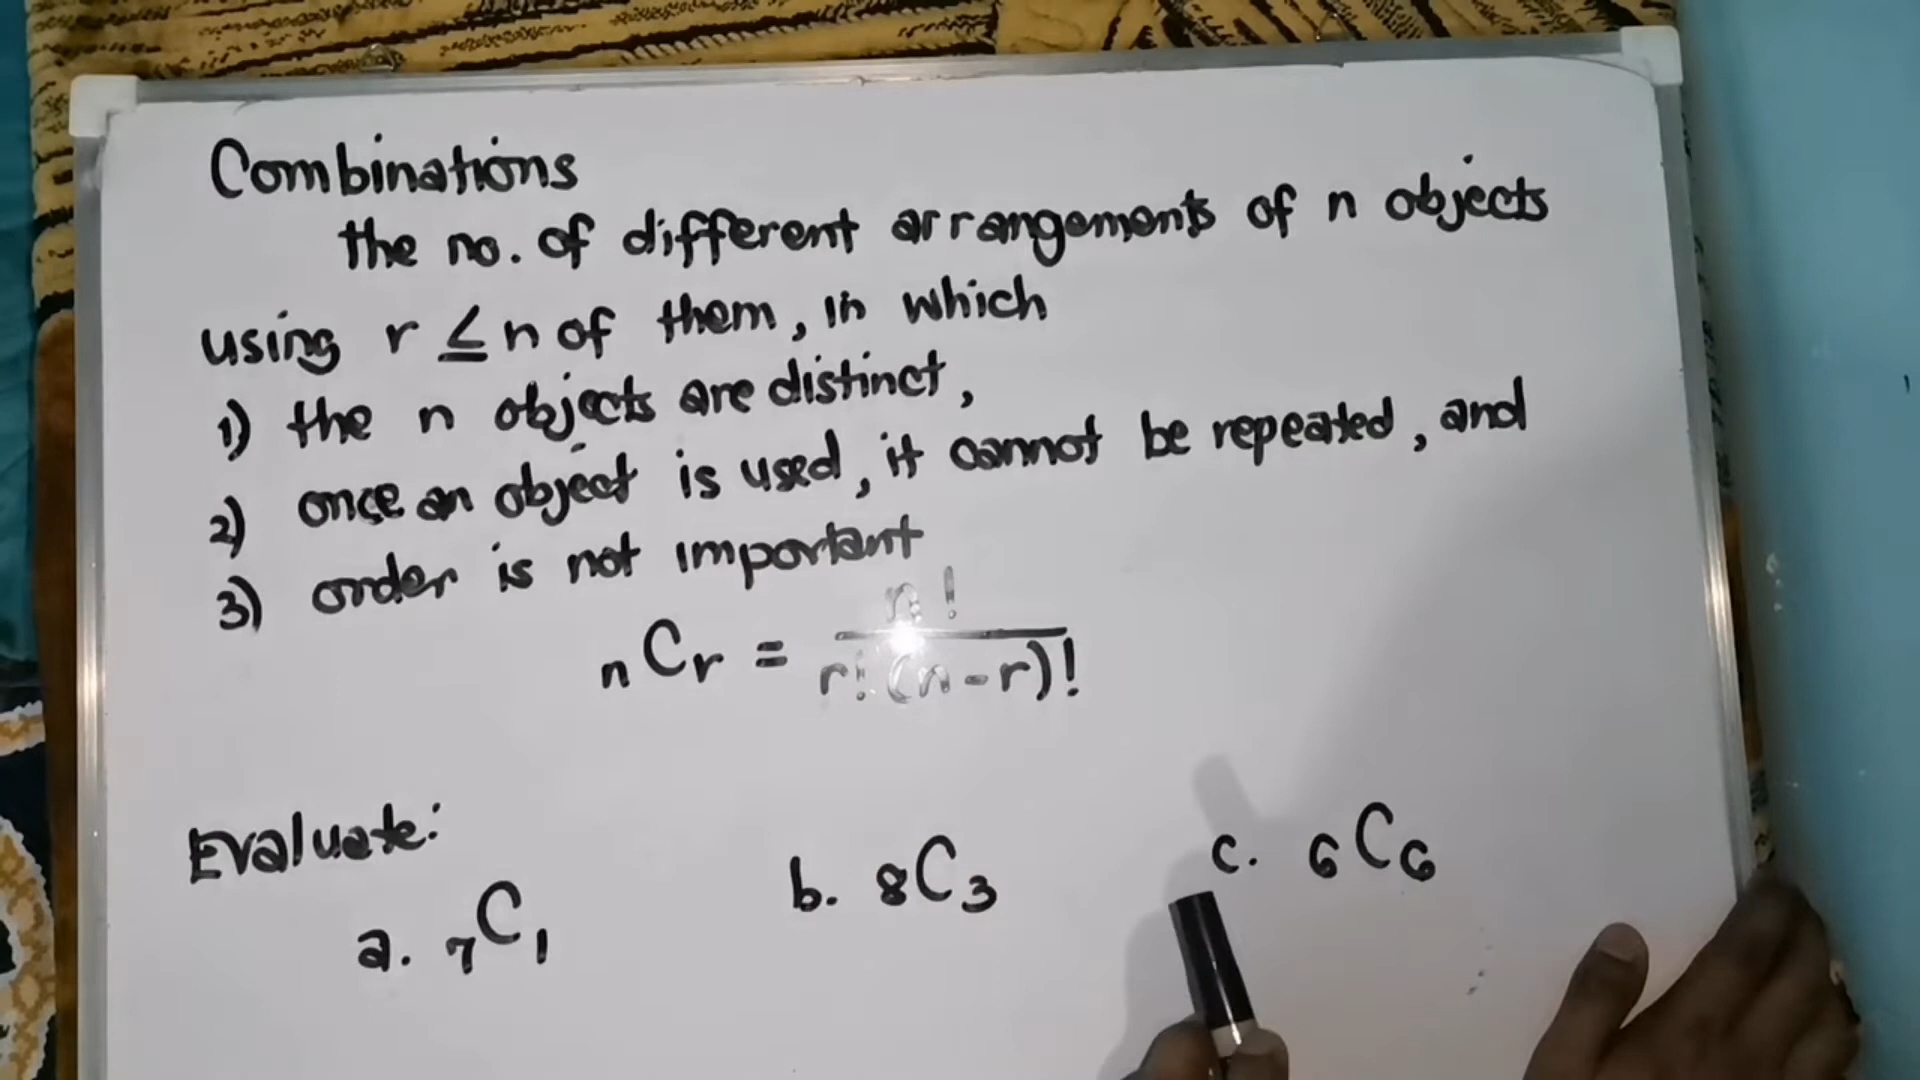 Combinations
the no. of different arrangements of n objects
using r ≤ n of them, in which
1) the n objects are distinct,
2) once an object is used, it cannot be repeated, and
3) order is not important
nCr = n! / r!(n-r)!
Evaluate:
a. 7C1 b. 8C3 c. 6C6